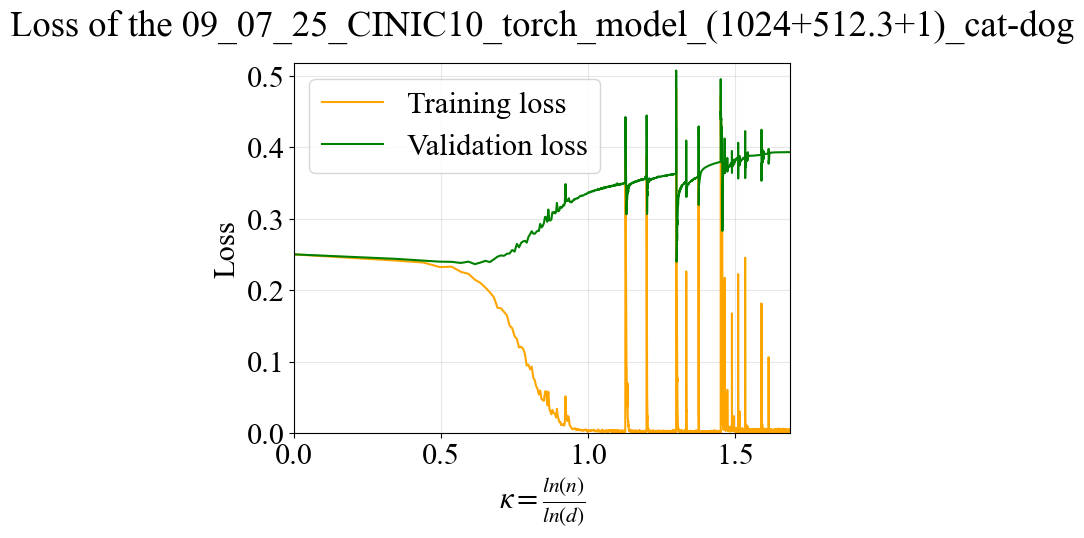 Loss of the 09_07_25_CINIC10_torch_model_(1024+512.3+1)_cat-dog
0.5
0.4
0.3
0.2
0.1
0.0
Loss
Training loss
Validation loss
0.0 0.5 1.0 1.5
κ = ln(n)/ln(d)